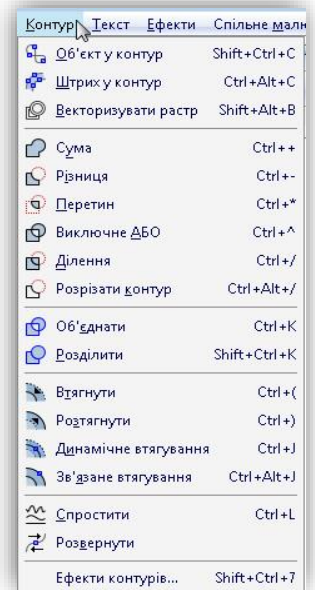 Контур Текст Ефекти Спільне мал
Об'єкт у контур Shift+Ctrl+C
Штрих у контур Ctrl+Alt+C
Векторизувати растр Shift+Alt+B
Сума Ctrl++
Різниця Ctrl+-
Перетин Ctrl+*
Виключне АБО Ctrl+^
Ділення Ctrl+/
Розрізати контур Ctrl+Alt+/
Об'єднати Ctrl+K
Розділити Shift+Ctrl+K
Втягнути Ctrl+(
Розтягнути Ctrl+)
Динамічне втягування Ctrl+J
Зв'язане втягування Ctrl+Alt+J
Спростити Ctrl+L
Розвернути
Ефекти контурів... Shift+Ctrl+7